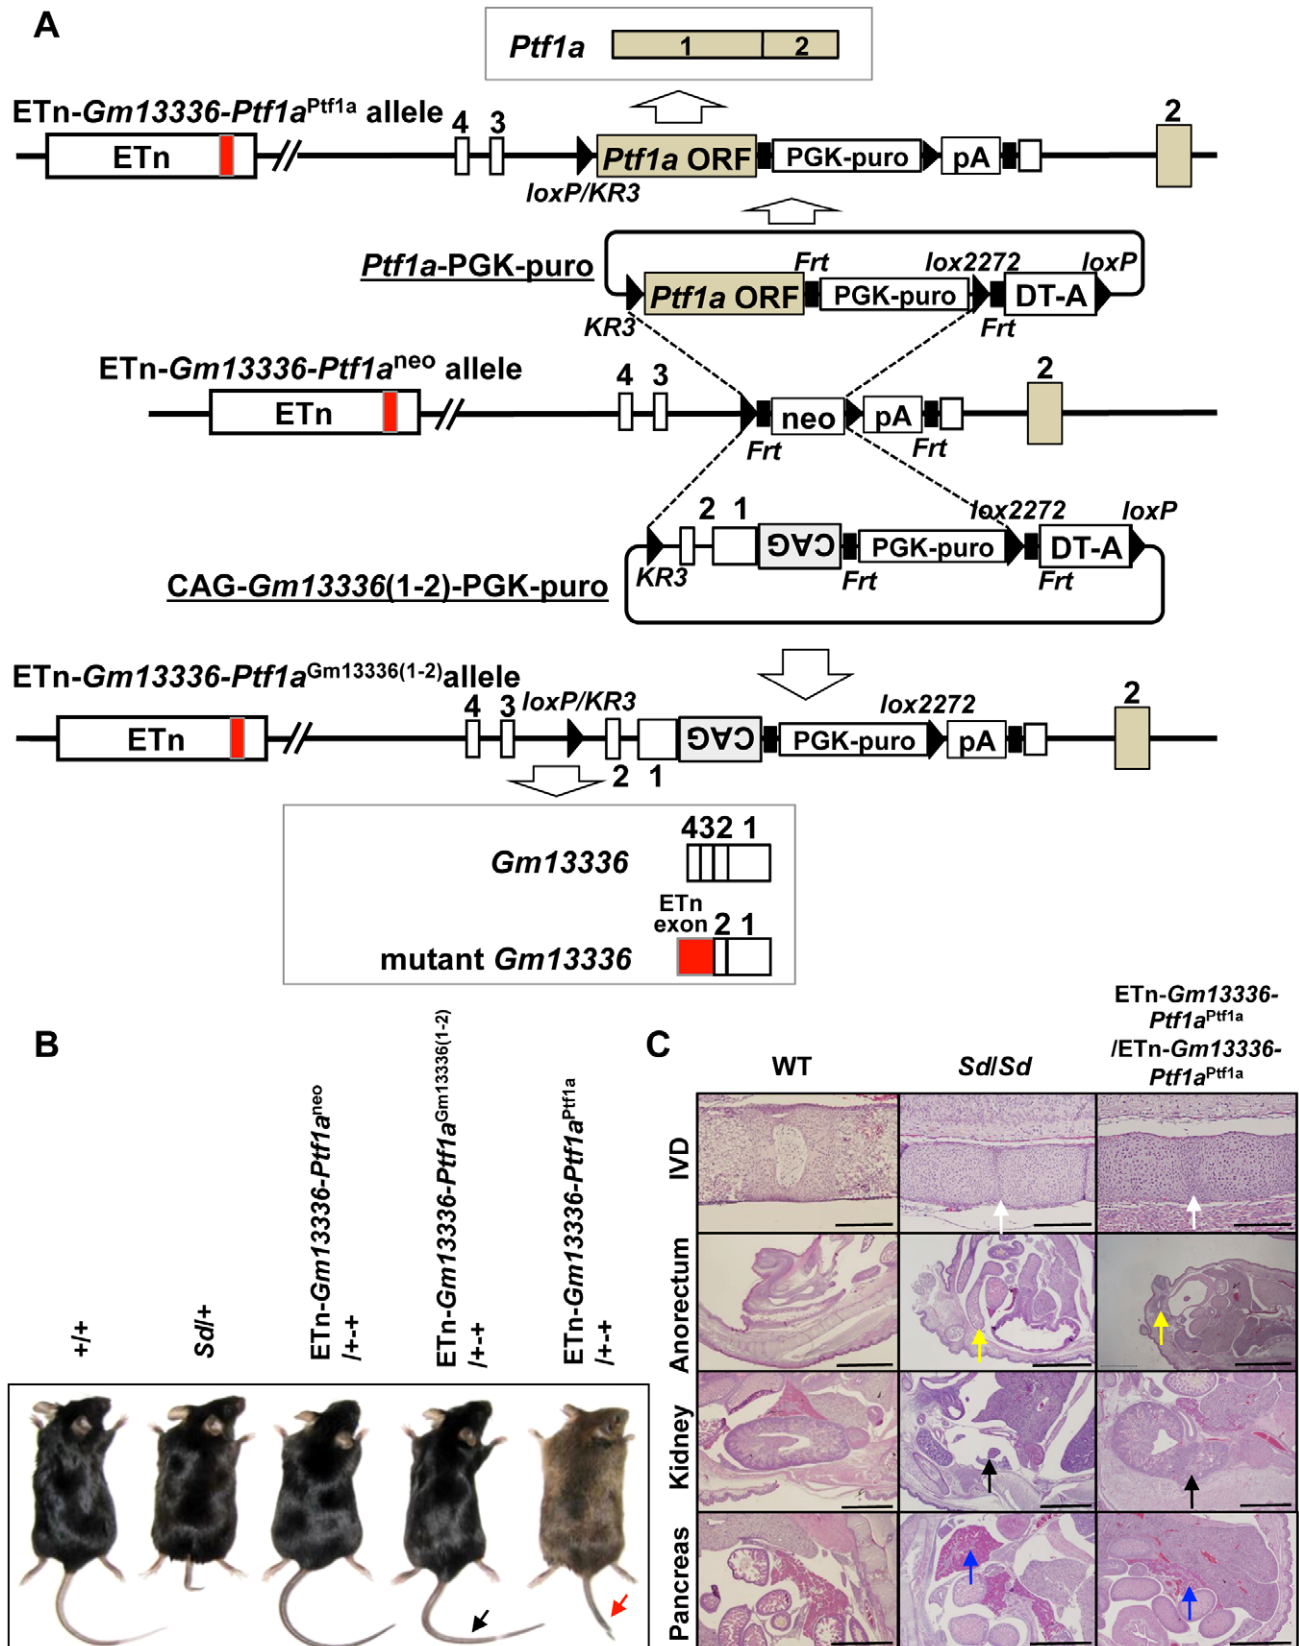 A
Ptf1a
1
2
ETn-Gm13336-Ptf1aPtf1a allele
4
3
2
ETn
Ptf1a ORF
PGK-puro
pA
loxP/KR3
Ptf1a-PGK-puro
Frt
lox2272
loxP
Ptf1a ORF
PGK-puro
DT-A
KR3
Frt
ETn-Gm13336-Ptf1aneo allele
4
3
2
ETn
neo
pA
Frt
Frt
2
1
lox2272
loxP
CAG
PGK-puro
DT-A
KR3
Frt
Frt
CAG-Gm13336(1-2)-PGK-puro
ETn-Gm13336-Ptf1aGm13336(1-2)allele
4
3
loxP/KR3
lox2272
2
ETn
CAG
PGK-puro
pA
2
1
432 1
Gm13336
ETn
exon
2 1
mutant Gm13336
B
+/+
Sd/+
ETn-Gm13336-Ptf1aneo
/+-+
ETn-Gm13336-Ptf1aGm13336(1-2)
/+-+
ETn-Gm13336-Ptf1aPtf1a
/+-+
C
WT
Sd/Sd
ETn-Gm13336-
Ptf1aPtf1a
/ETn-Gm13336-
Ptf1aPtf1a
IVD
Anorectum
Kidney
Pancreas